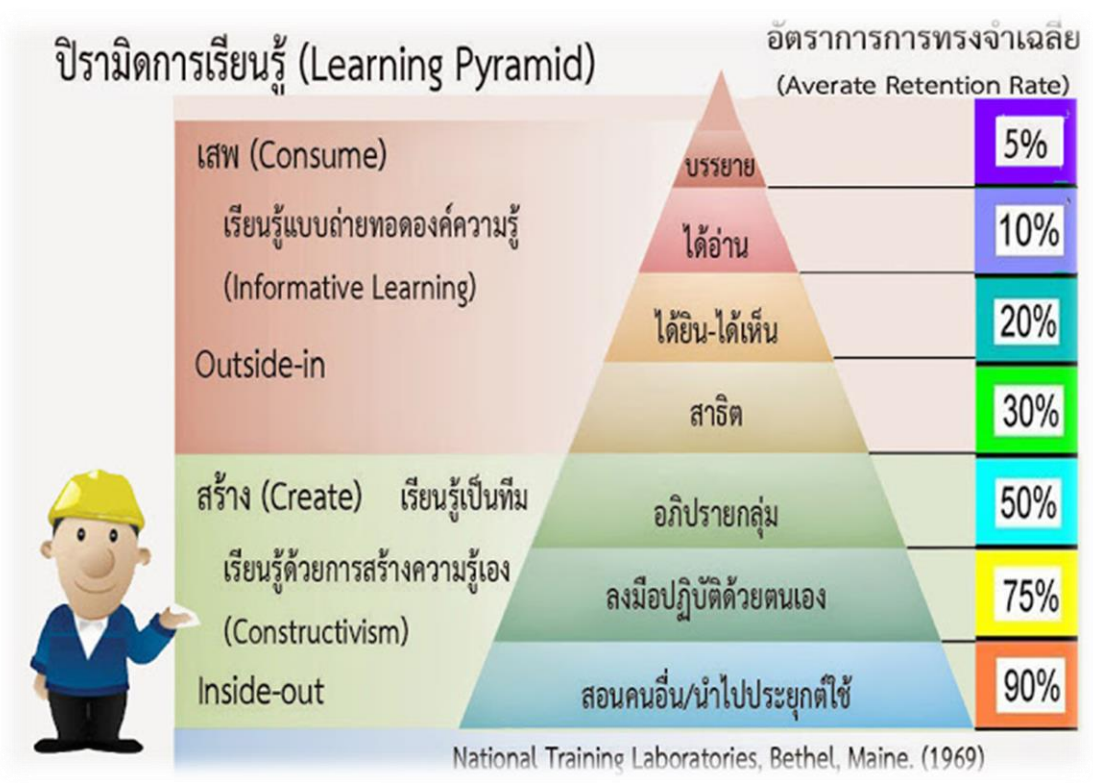 ปิรามิดการเรียนรู้ (Learning Pyramid)
อัตราการการทรงจำเฉลี่ย
(Averate Retention Rate)
เสพ (Consume)
เรียนรู้แบบถ่ายทอดองค์ความรู้
(Informative Learning)
Outside-in
บรรยาย
5%
ได้อ่าน
10%
ได้ยิน-ได้เห็น
20%
สาธิต
30%
สร้าง (Create) เรียนรู้เป็นทีม
เรียนรู้ด้วยการสร้างความรู้เอง
(Constructivism)
Inside-out
อภิปรายกลุ่ม
50%
ลงมือปฏิบัติด้วยตนเอง
75%
สอนคนอื่น/นำไปประยุกต์ใช้
90%
National Training Laboratories, Bethel, Maine. (1969)